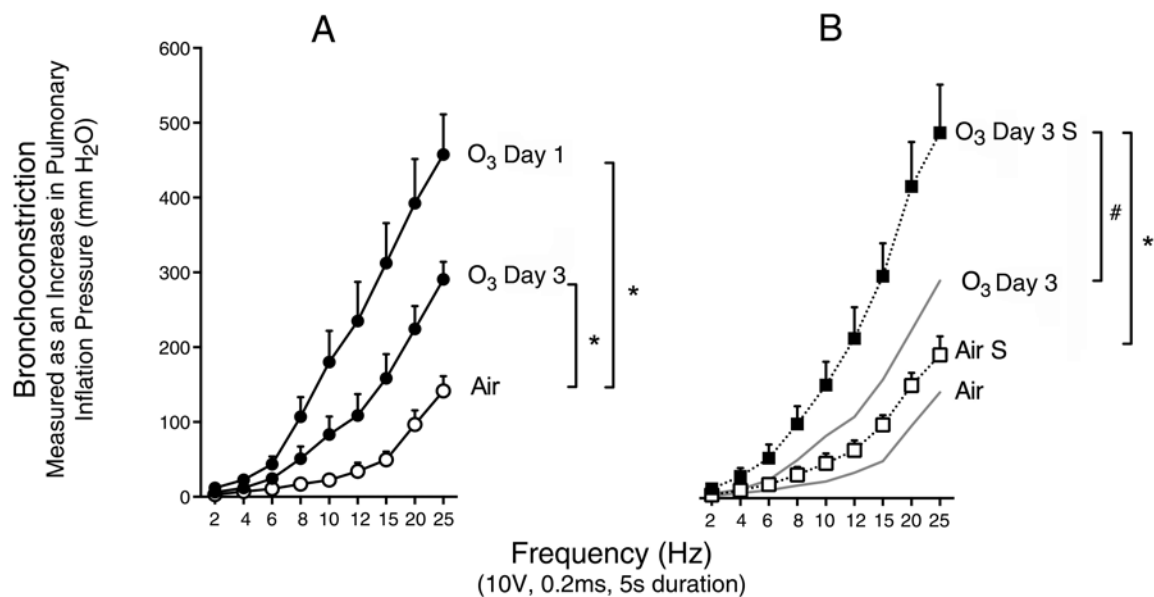 A
B
Bronchoconstriction
Measured as an Increase in Pulmonary
Inflation Pressure (mm H2O)
600
500
400
300
200
100
0
2 4 6 8 10 12 15 20 25
O3 Day 1
O3 Day 3
Air
*
*
O3 Day 3 S
O3 Day 3
Air S
Air
#
*
2 4 6 8 10 12 15 20 25
Frequency (Hz)
(10V, 0.2ms, 5s duration)